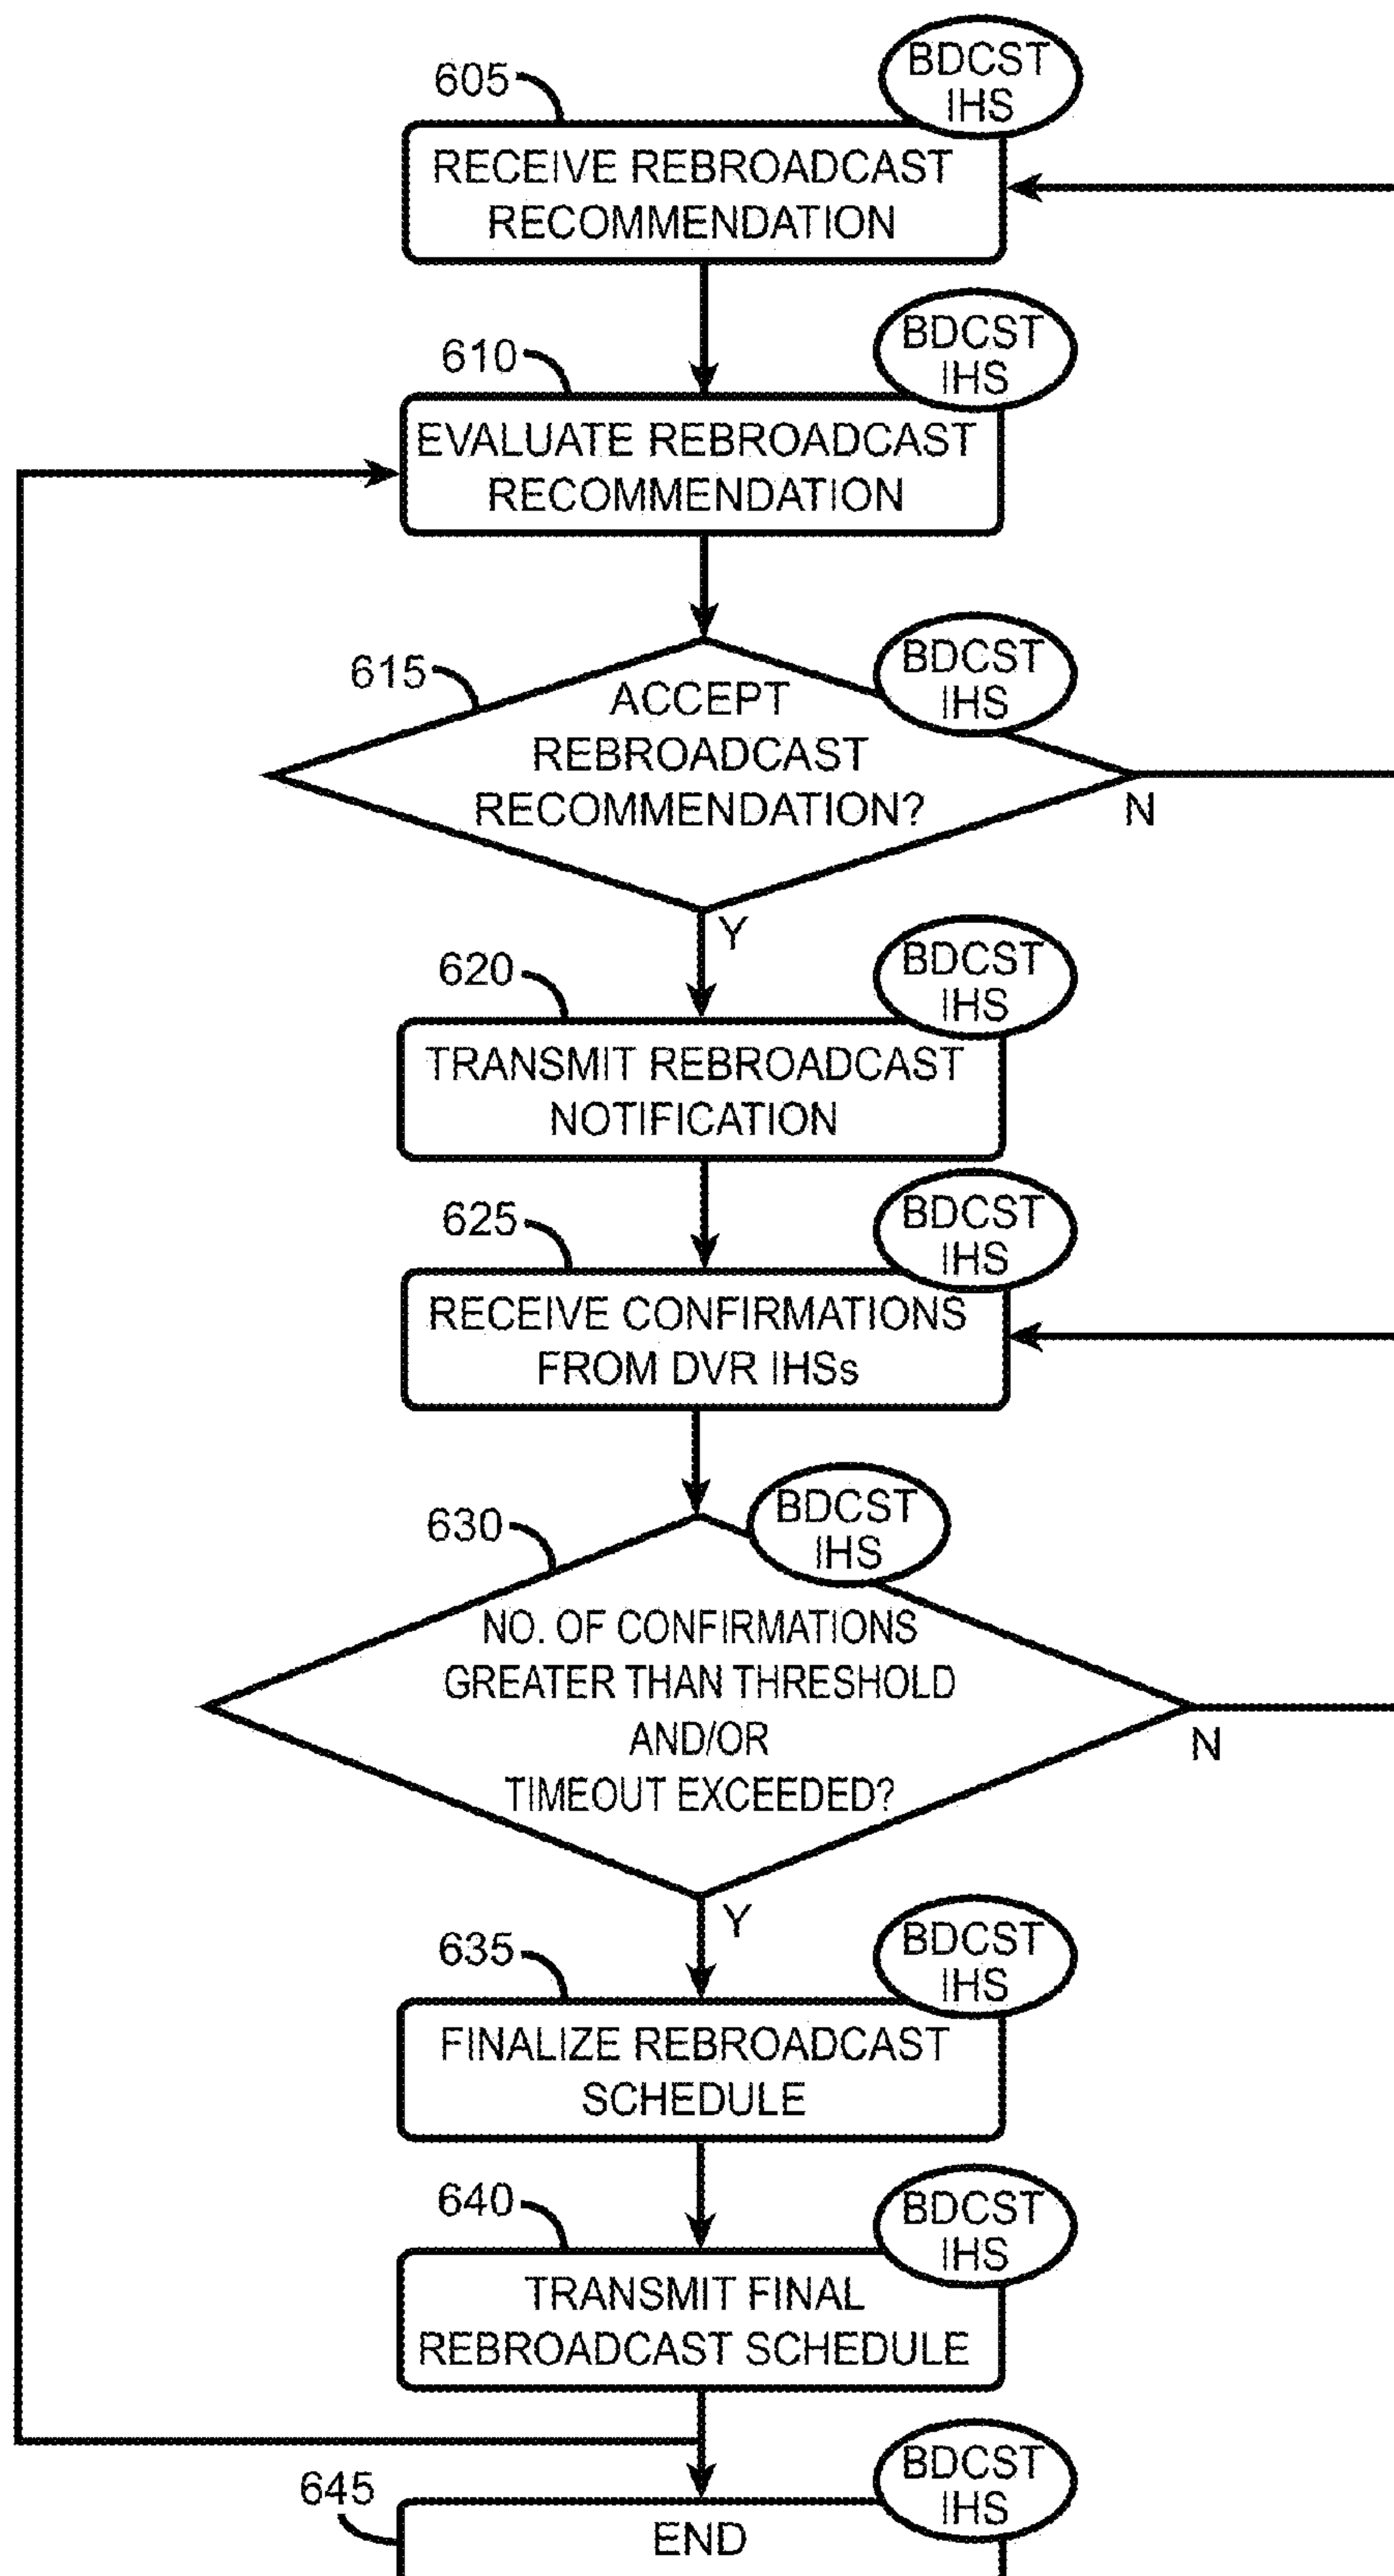 605
BDCST
IHS
RECEIVE REBROADCAST
RECOMMENDATION
610
BDCST
IHS
EVALUATE REBROADCAST
RECOMMENDATION
615
BDCST
IHS
ACCEPT
REBROADCAST
RECOMMENDATION?
N
Y
620
BDCST
IHS
TRANSMIT REBROADCAST
NOTIFICATION
625
BDCST
IHS
RECEIVE CONFIRMATIONS
FROM DVR IHSs
630
BDCST
IHS
NO. OF CONFIRMATIONS
GREATER THAN THRESHOLD
AND/OR
TIMEOUT EXCEEDED?
N
Y
635
BDCST
IHS
FINALIZE REBROADCAST
SCHEDULE
640
BDCST
IHS
TRANSMIT FINAL
REBROADCAST SCHEDULE
645
BDCST
IHS
END